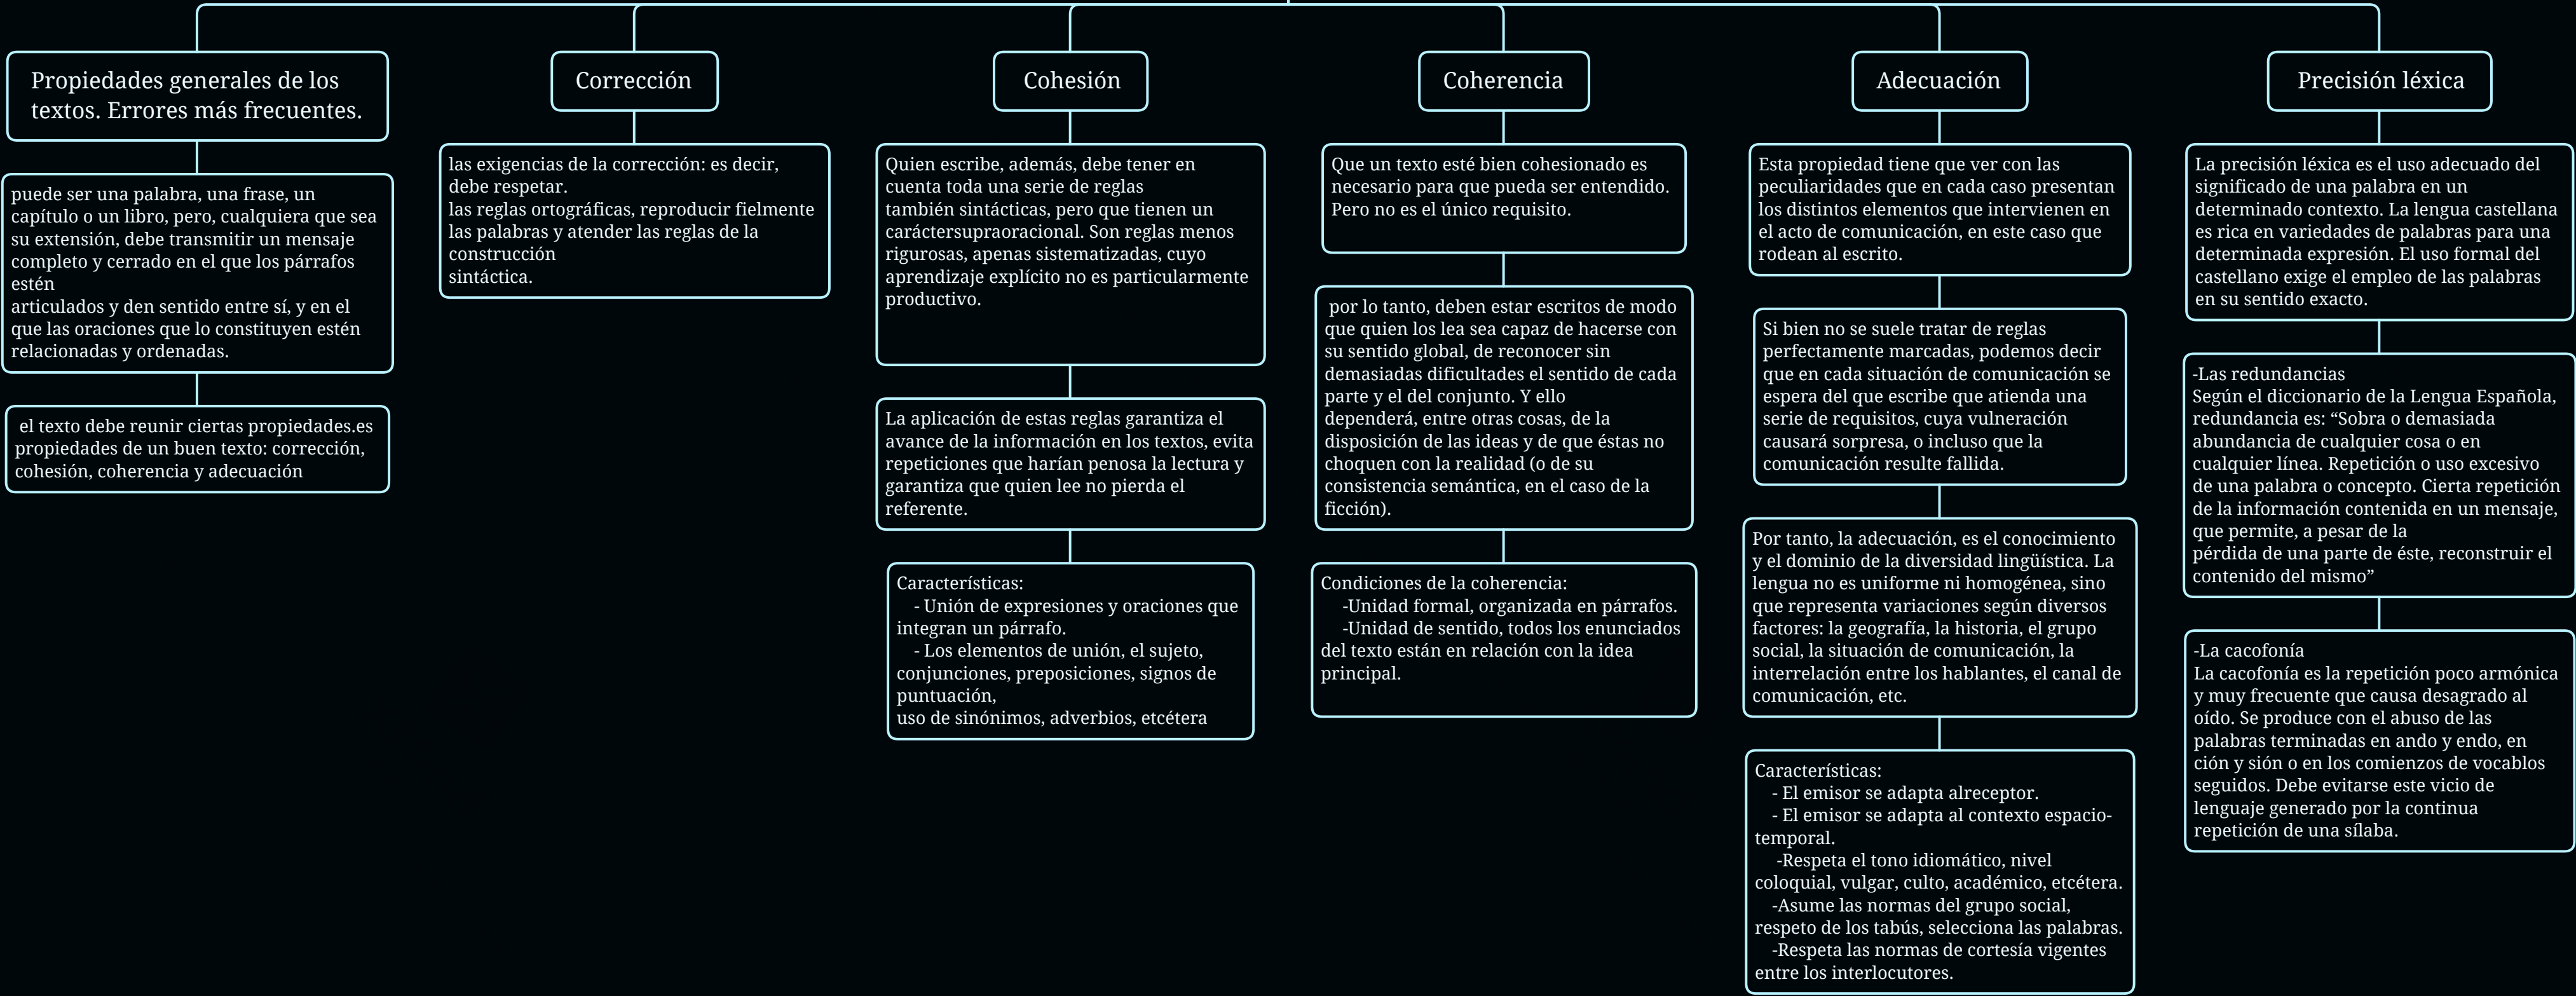 Propiedades generales de los
textos. Errores más frecuentes.
puede ser una palabra, una frase, un
capítulo o un libro, pero, cualquiera que sea
su extensión, debe transmitir un mensaje
completo y cerrado en el que los párrafos
estén
articulados y den sentido entre sí, y en el
que las oraciones que lo constituyen estén
relacionadas y ordenadas.
el texto debe reunir ciertas propiedades.es
propiedades de un buen texto: corrección,
cohesión, coherencia y adecuación
Corrección
las exigencias de la corrección: es decir,
debe respetar.
las reglas ortográficas, reproducir fielmente
las palabras y atender las reglas de la
construcción
sintáctica.
Cohesión
Quien escribe, además, debe tener en
cuenta toda una serie de reglas
también sintácticas, pero que tienen un
caráctersupraoracional. Son reglas menos
rigurosas, apenas sistematizadas, cuyo
aprendizaje explícito no es particularmente
productivo.
La aplicación de estas reglas garantiza el
avance de la información en los textos, evita
repeticiones que harían penosa la lectura y
garantiza que quien lee no pierda el
referente.
Características:
- Unión de expresiones y oraciones que
integran un párrafo.
- Los elementos de unión, el sujeto,
conjunciones, preposiciones, signos de
puntuación,
uso de sinónimos, adverbios, etcétera
Coherencia
Que un texto esté bien cohesionado es
necesario para que pueda ser entendido.
Pero no es el único requisito.
por lo tanto, deben estar escritos de modo
que quien los lea sea capaz de hacerse con
su sentido global, de reconocer sin
demasiadas dificultades el sentido de cada
parte y el del conjunto. Y ello
dependerá, entre otras cosas, de la
disposición de las ideas y de que éstas no
choquen con la realidad (o de su
consistencia semántica, en el caso de la
ficción).
Condiciones de la coherencia:
-Unidad formal, organizada en párrafos.
-Unidad de sentido, todos los enunciados
del texto están en relación con la idea
principal.
Adecuación
Esta propiedad tiene que ver con las
peculiaridades que en cada caso presentan
los distintos elementos que intervienen en
el acto de comunicación, en este caso que
rodean al escrito.
Si bien no se suele tratar de reglas
perfectamente marcadas, podemos decir
que en cada situación de comunicación se
espera del que escribe que atienda una
serie de requisitos, cuya vulneración
causará sorpresa, o incluso que la
comunicación resulte fallida.
Por tanto, la adecuación, es el conocimiento
y el dominio de la diversidad lingüística. La
lengua no es uniforme ni homogénea, sino
que representa variaciones según diversos
factores: la geografía, la historia, el grupo
social, la situación de comunicación, la
interrelación entre los hablantes, el canal de
comunicación, etc.
Características:
- El emisor se adapta alreceptor.
- El emisor se adapta al contexto espacio-
temporal.
-Respeta el tono idiomático, nivel
coloquial, vulgar, culto, académico, etcétera.
-Asume las normas del grupo social,
respeto de los tabús, selecciona las palabras.
-Respeta las normas de cortesía vigentes
entre los interlocutores.
Precisión léxica
La precisión léxica es el uso adecuado del
significado de una palabra en un
determinado contexto. La lengua castellana
es rica en variedades de palabras para una
determinada expresión. El uso formal del
castellano exige el empleo de las palabras
en su sentido exacto.
-Las redundancias
Según el diccionario de la Lengua Española,
redundancia es: “Sobra o demasiada
abundancia de cualquier cosa o en
cualquier línea. Repetición o uso excesivo
de una palabra o concepto. Cierta repetición
de la información contenida en un mensaje,
que permite, a pesar de la
pérdida de una parte de éste, reconstruir el
contenido del mismo”
-La cacofonía
La cacofonía es la repetición poco armónica
y muy frecuente que causa desagrado al
oído. Se produce con el abuso de las
palabras terminadas en ando y endo, en
ción y sión o en los comienzos de vocablos
seguidos. Debe evitarse este vicio de
lenguaje generado por la continua
repetición de una sílaba.